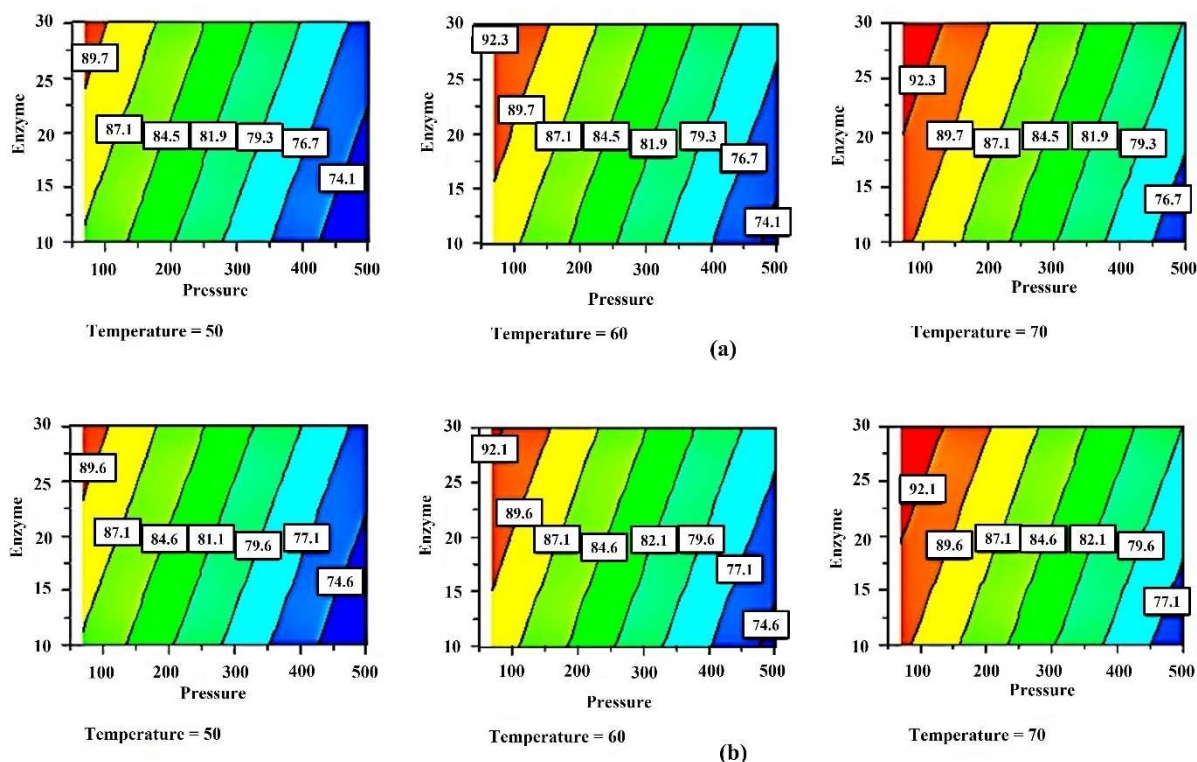 30
25
20
15
10
Enzyme
89.7
87.1
84.5
81.9
79.3
76.7
74.1
100 200 300 400 500
Pressure
Temperature = 50
30
25
20
15
10
Enzyme
92.3
89.7
87.1
84.5
81.9
79.3
76.7
74.1
100 200 300 400 500
Pressure
Temperature = 60
30
25
20
15
10
Enzyme
92.3
89.7
87.1
84.5
81.9
79.3
76.7
100 200 300 400 500
Pressure
Temperature = 70
(a)
30
25
20
15
10
Enzyme
89.6
87.1
84.6
81.1
79.6
77.1
74.6
100 200 300 400 500
Pressure
Temperature = 50
30
25
20
15
10
Enzyme
92.1
89.6
87.1
84.6
82.1
79.6
77.1
74.6
100 200 300 400 500
Pressure
Temperature = 60
30
25
20
15
10
Enzyme
92.1
89.6
87.1
84.6
82.1
79.6
77.1
100 200 300 400 500
Pressure
Temperature = 70
(b)